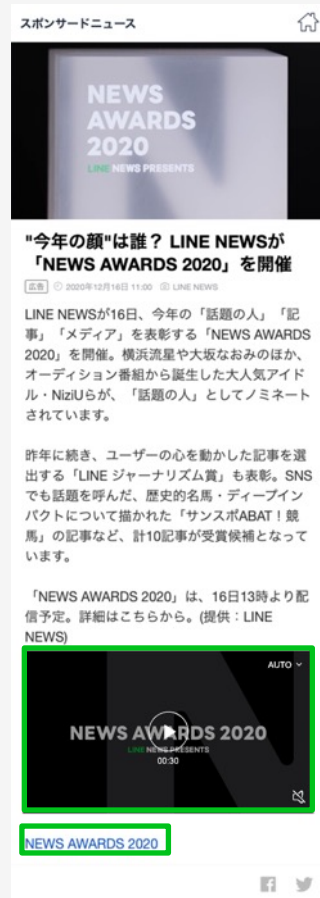 スポンサードニュース
NEWS
AWARDS
2020
LINE NEWS PRESENTS
"今年の顔"は誰？ LINE NEWSが
「NEWS AWARDS 2020」を開催
広告 2020年12月16日 11:00 LINE NEWS
LINE NEWSが16日、今年の「話題の人」「記
事」「メディア」を表彰する「NEWS AWARDS
2020」を開催。横浜流星や大坂なおみのほか、
オーディション番組から誕生した大人気アイド
ル・NiziUらが、「話題の人」としてノミネート
されています。
昨年に続き、ユーザーの心を動かした記事を選
出する「LINE ジャーナリズム賞」も表彰。SNS
でも話題を呼んだ、歴史的名馬・ディープイン
パクトについて描かれた「サンスポABAT！競
馬」の記事など、計10記事が受賞候補となって
います。
「NEWS AWARDS 2020」は、16日13時より配
信予定。詳細はこちらから。(提供：LINE
NEWS)
AUTO
NEWS AWARDS 2020
LINE NEWS PRESENTS
00:30
NEWS AWARDS 2020